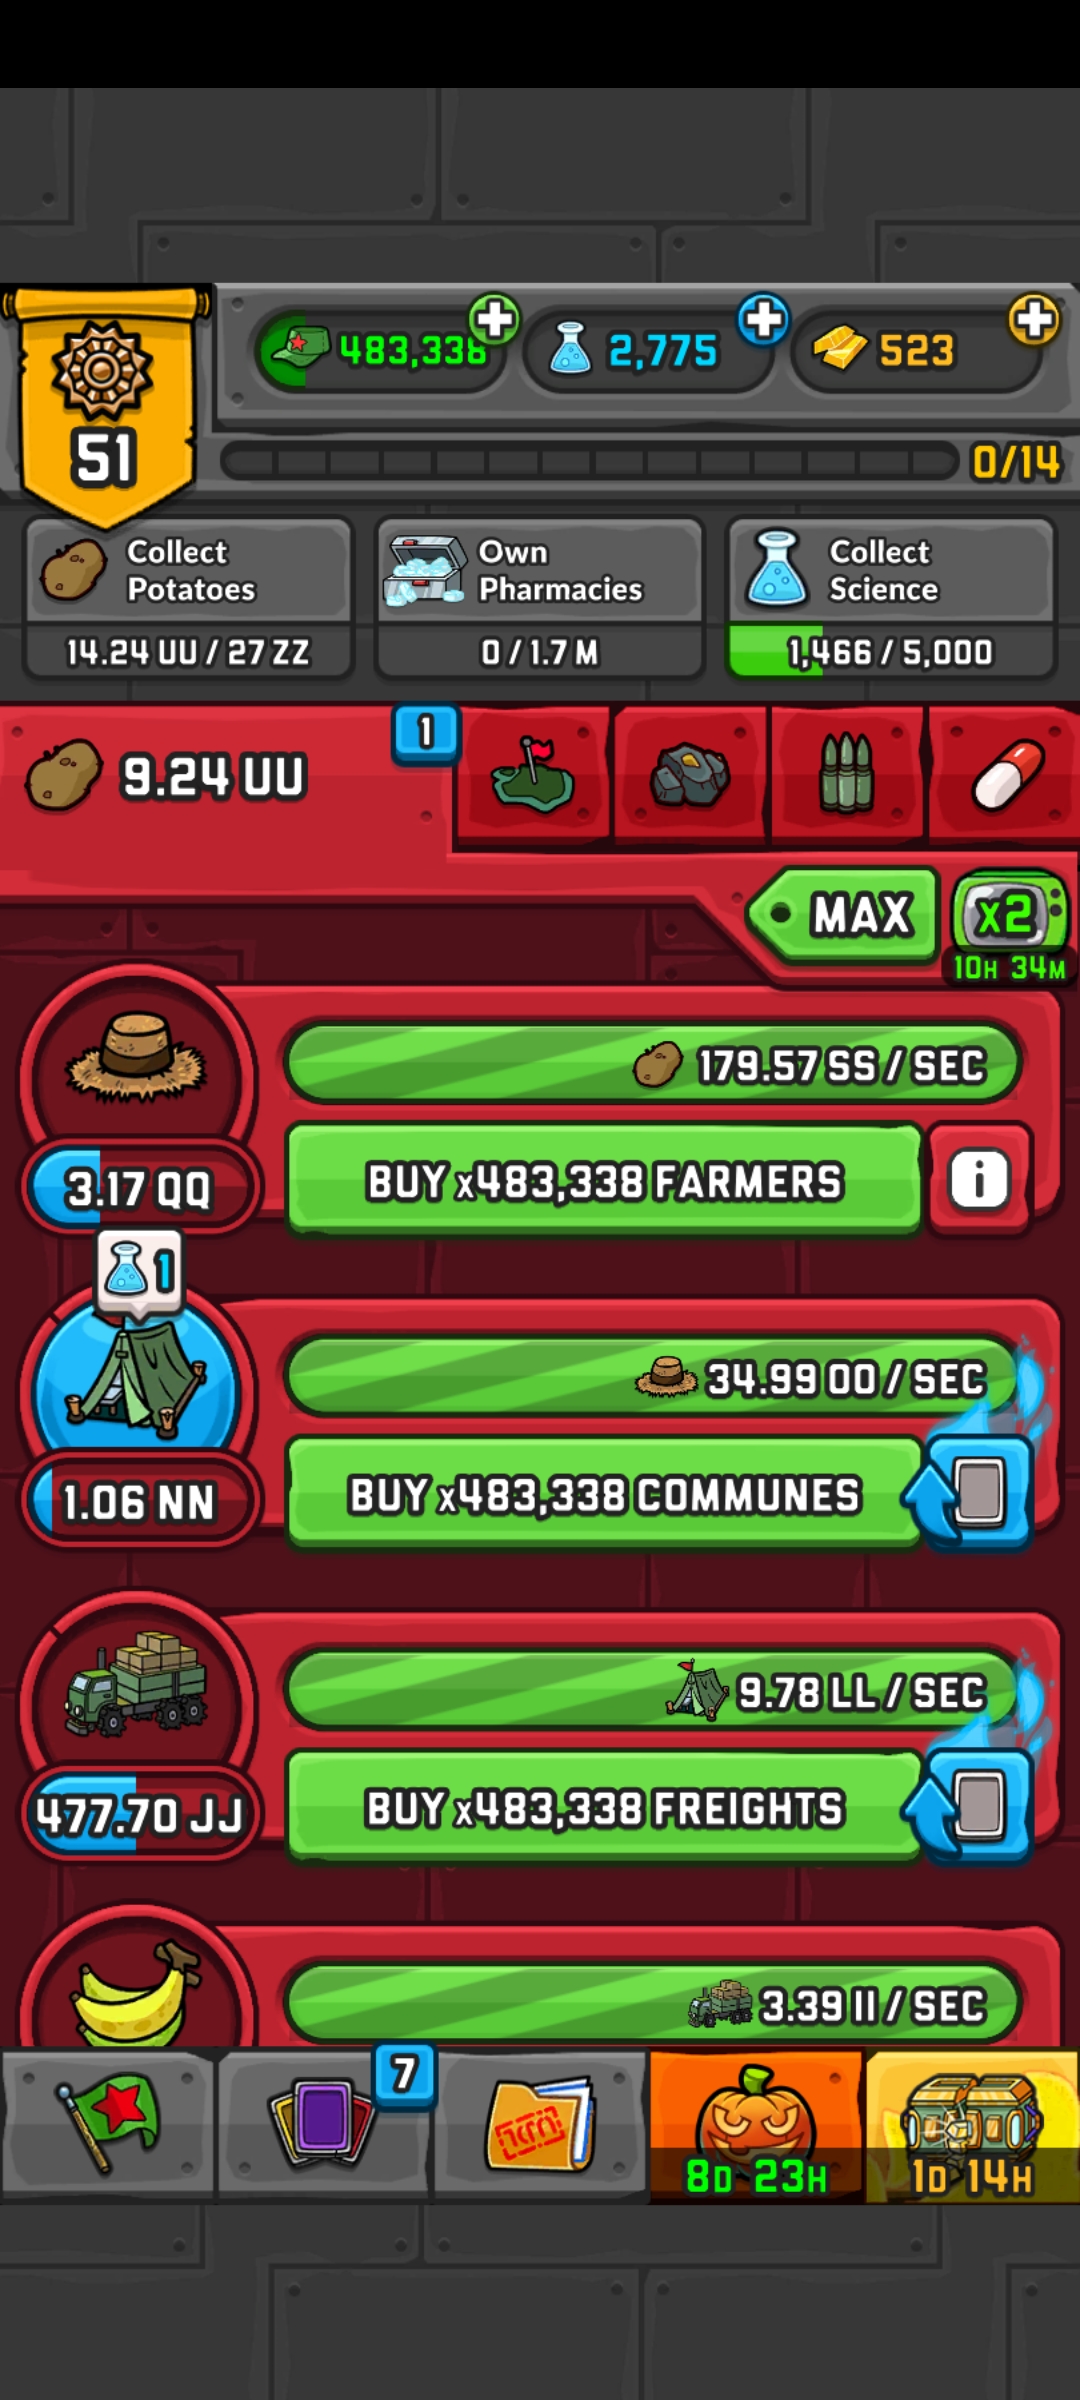 483,338
2,775
523
51
0/14
Collect
Potatoes
14.24 UU / 27 ZZ
Own
Pharmacies
0 / 1.7 M
Collect
Science
1,466 / 5,000
9.24 UU
1
MAX
x2
10H 34M
179.57 SS / SEC
3.17 QQ
BUY x483,338 FARMERS
i
1
34.99 OO / SEC
1.06 NN
BUY x483,338 COMMUNES
9.78 LL / SEC
477.70 JJ
BUY x483,338 FREIGHTS
3.39 II / SEC
7
8D 23H
1D 14H